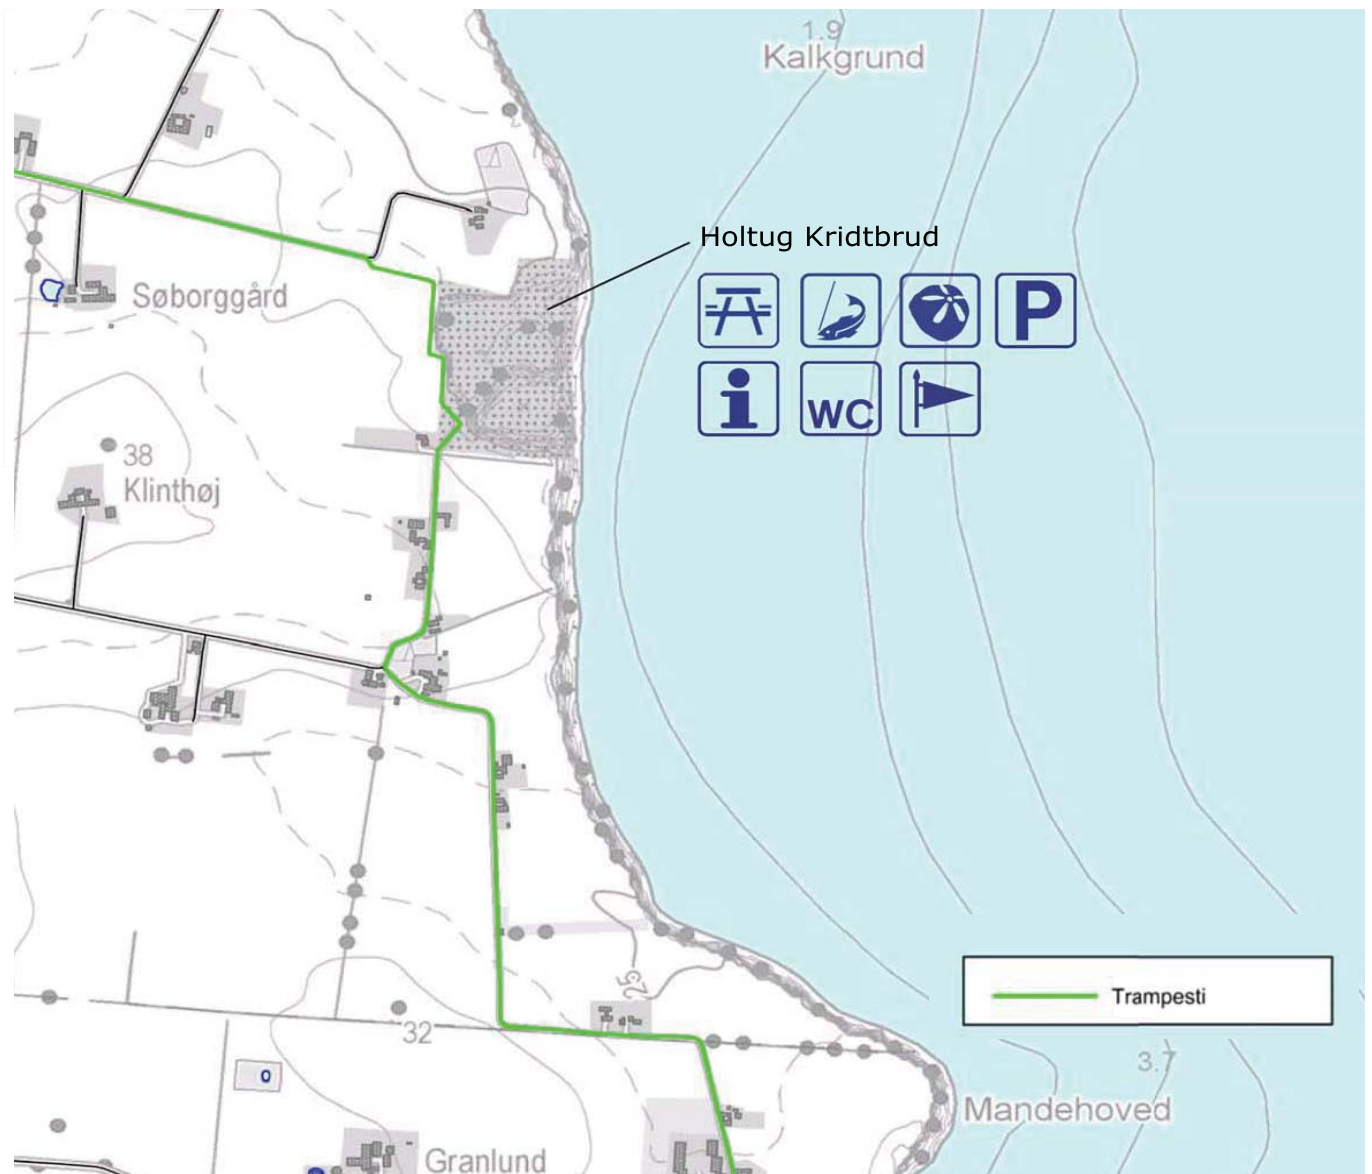 1.9
Kalkgrund
Holtug Kridtbrud
Søborggård
P
WC
38
Klinthøj
25
Trampesti
32
3.7
Mandehoved
Granlund